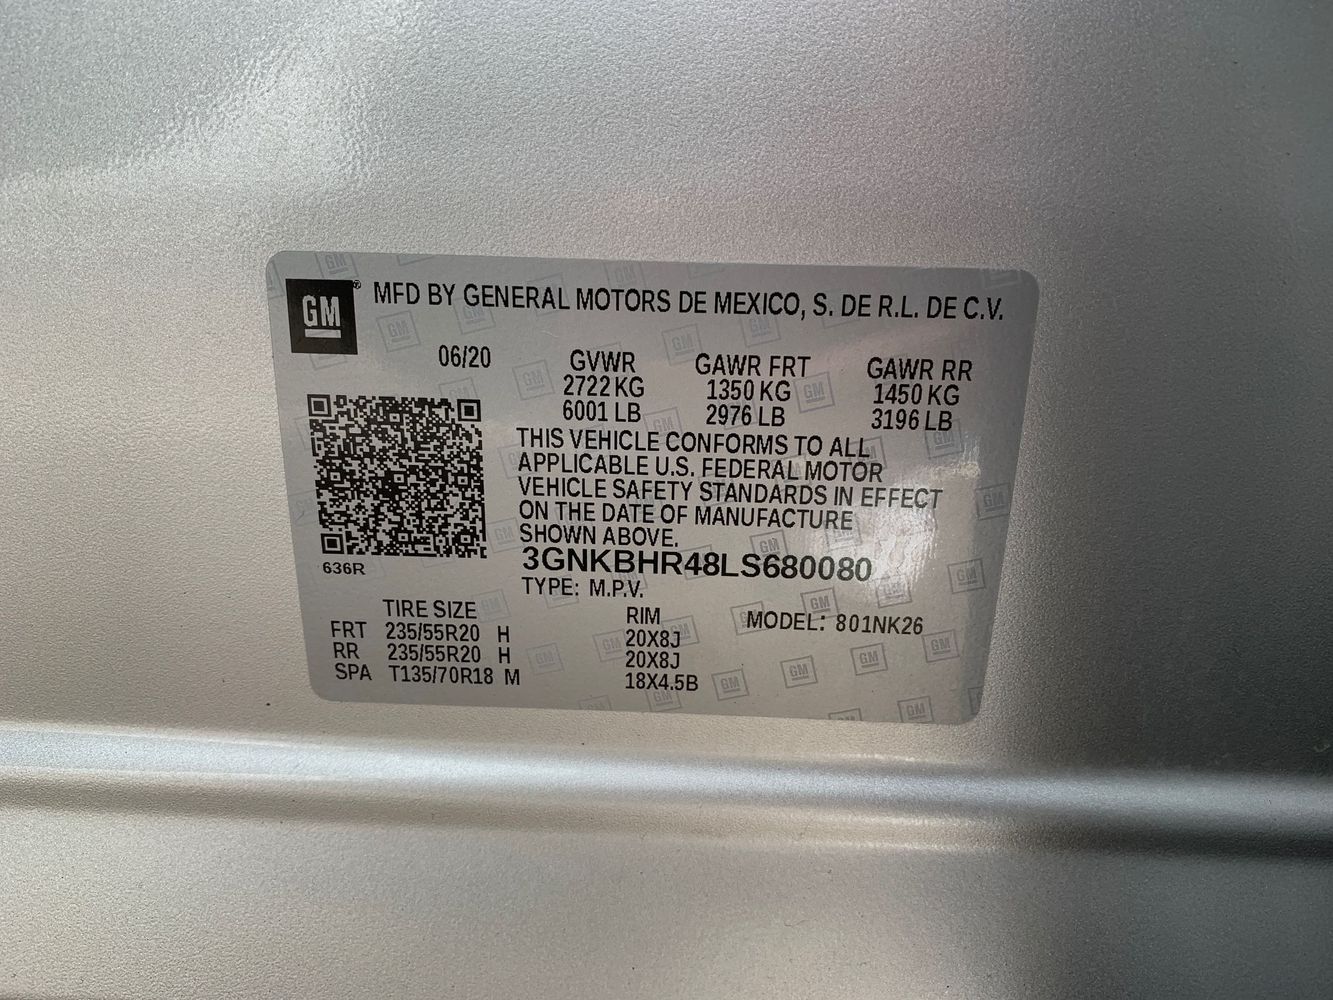 GM® MFD BY GENERAL MOTORS DE MEXICO, S. DE R.L. DE C.V.
06/20 GVWR GAWR FRT GAWR RR
2722 KG 1350 KG 1450 KG
6001 LB 2976 LB 3196 LB
THIS VEHICLE CONFORMS TO ALL
APPLICABLE U.S. FEDERAL MOTOR
VEHICLE SAFETY STANDARDS IN EFFECT
ON THE DATE OF MANUFACTURE
SHOWN ABOVE.
3GNKBHR48LS680080
636R
TYPE: M.P.V.
TIRE SIZE RIM MODEL: 801NK26
FRT 235/55R20 H 20X8J
RR 235/55R20 H 20X8J
SPA T135/70R18 M 18X4.5B